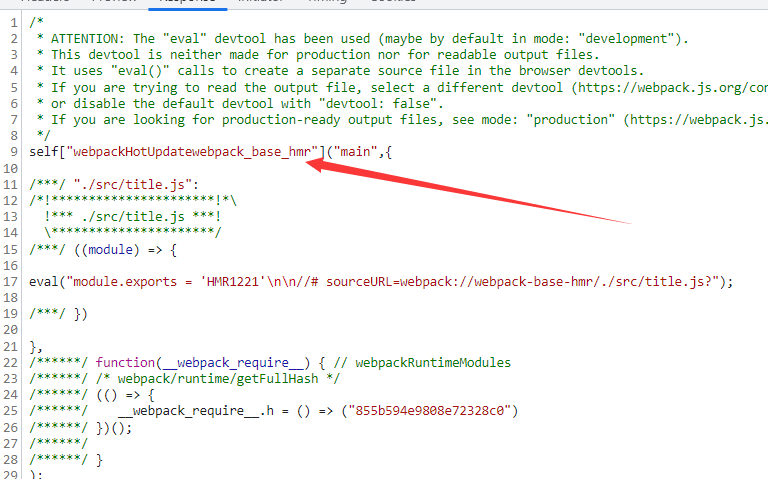 Response
1 /*
2 * ATTENTION: The "eval" devtool has been used (maybe by default in mode: "development").
3 * This devtool is neither made for production nor for readable output files.
4 * It uses "eval()" calls to create a separate source file in the browser devtools.
5 * If you are trying to read the output file, select a different devtool (https://webpack.js.org/con
6 * or disable the default devtool with "devtool: false".
7 * If you are looking for production-ready output files, see mode: "production" (https://webpack.js.
8 */
9 self["webpackHotUpdatewebpack_base_hmr"]("main",{
10
11 /***/ "./src/title.js":
12 /*!**********************!*\
13 !*** ./src/title.js ***!
14 \**********************/
15 /***/ ((module) => {
16
17 eval("module.exports = 'HMR1221'\n\n//# sourceURL=webpack://webpack-base-hmr/./src/title.js?");
18
19 /***/ })
20
21 },
22 /******/ function(__webpack_require__) { // webpackRuntimeModules
23 /******/ /* webpack/runtime/getFullHash */
24 /******/ (() => {
25 /******/ __webpack_require__.h = () => ("855b594e9808e72328c0")
26 /******/ })();
27 /******/
28 /******/ }
29 );